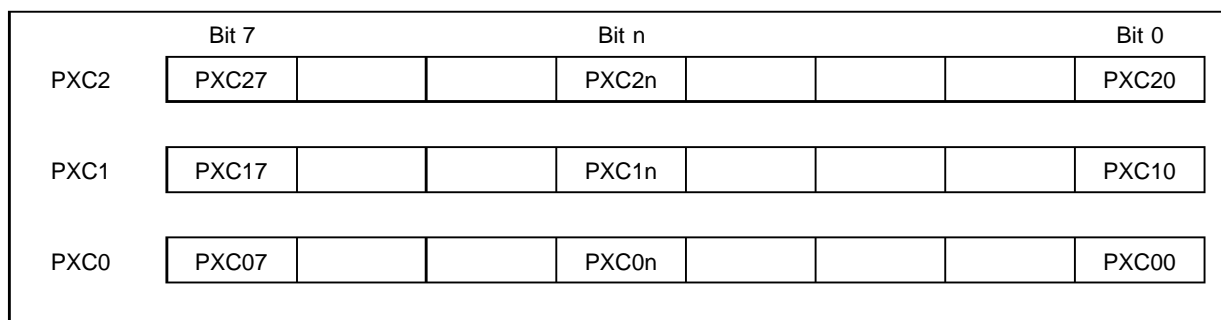 Bit 7 Bit n Bit 0
PXC2 PXC27 PXC2n PXC20
PXC1 PXC17 PXC1n PXC10
PXC0 PXC07 PXC0n PXC00